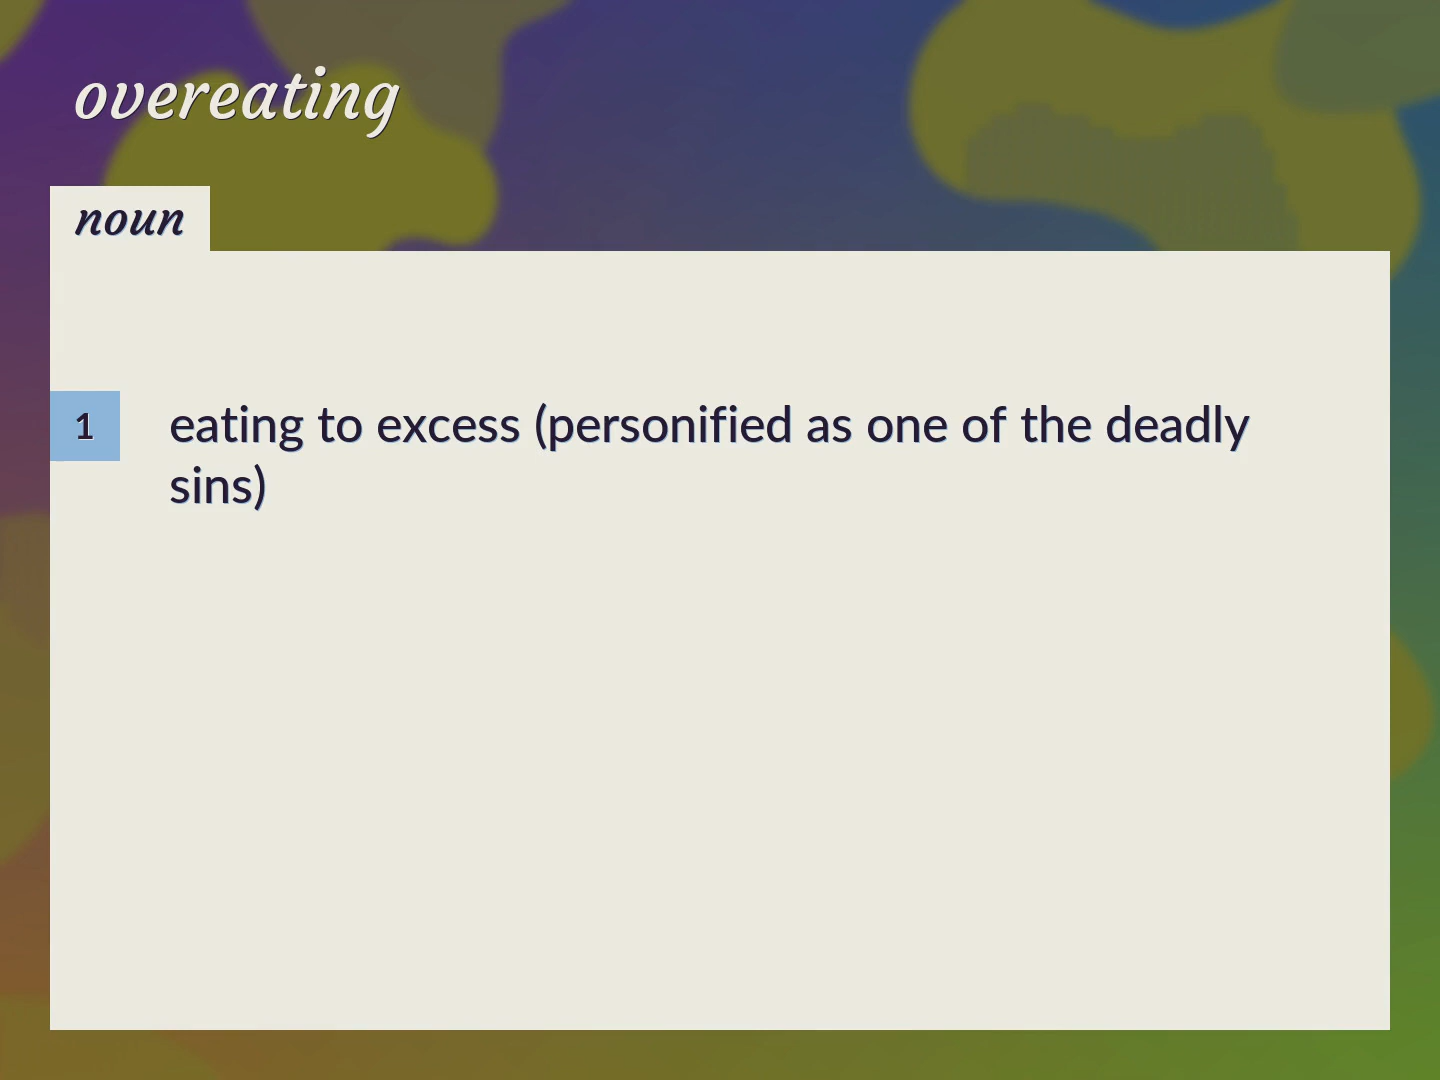 overeating
noun
1 eating to excess (personified as one of the deadly
sins)